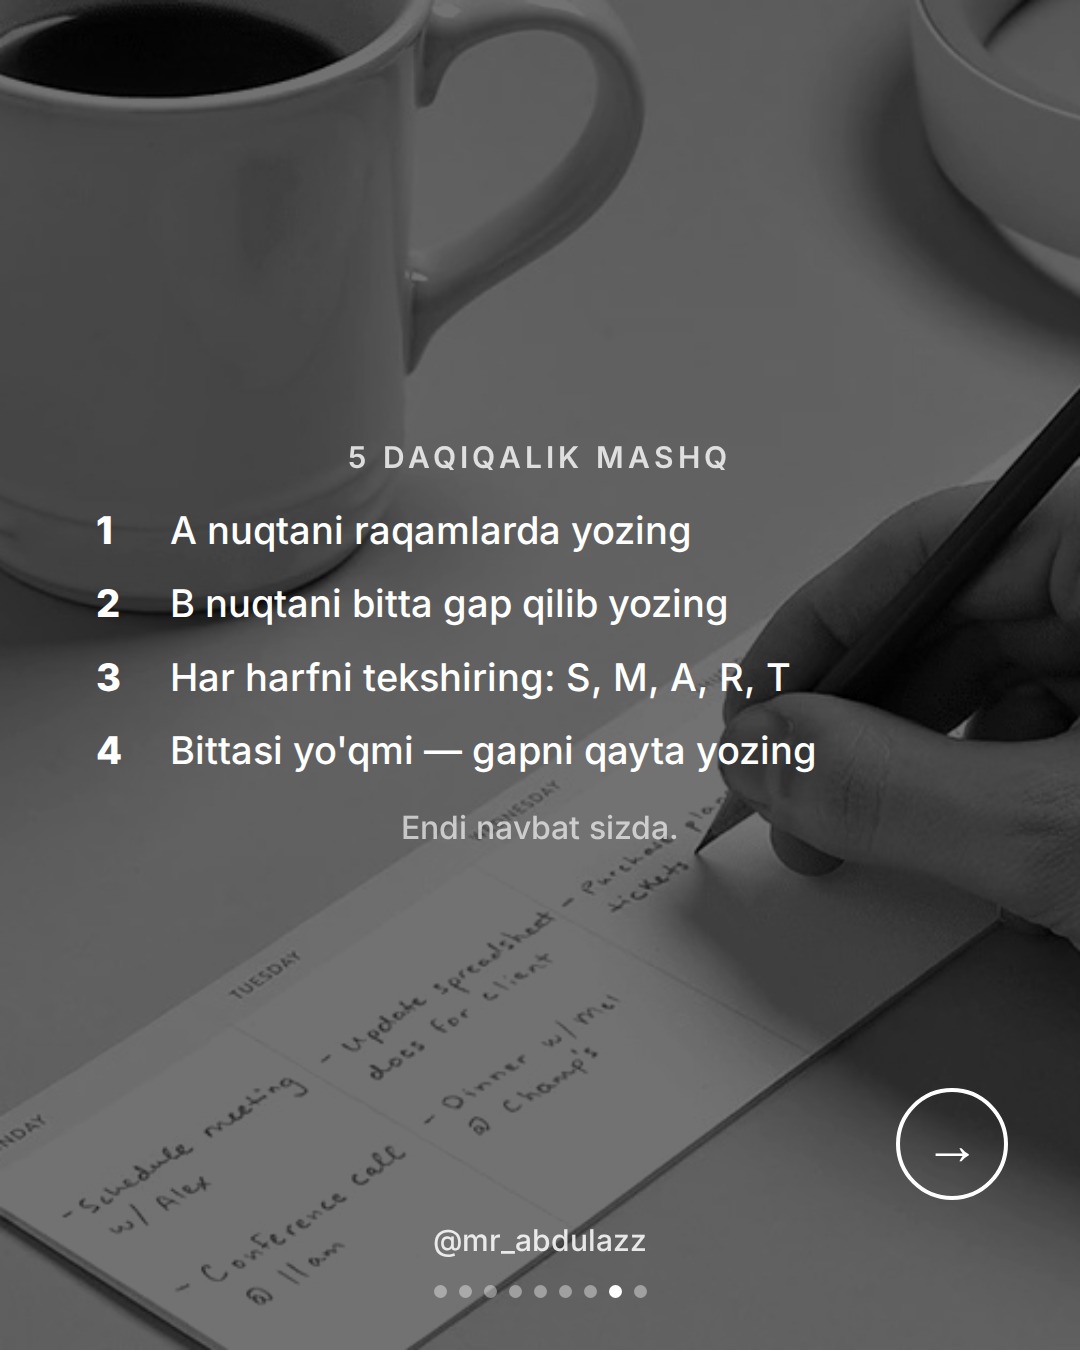 5 DAQIQALIK MASHQ
1 A nuqtani raqamlarda yozing
2 B nuqtani bitta gap qilib yozing
3 Har harfni tekshiring: S, M, A, R, T
4 Bittasi yo'qmi — gapni qayta yozing
Endi navbat sizda.
TUESDAY
- Schedule meeting
w/ Alex
- Conference call
@ 11am
- Update spreadsheet
docs for client
- Dinner w/ Mel
@ Champ's
- Purchase
tickets
→
@mr_abdulazz